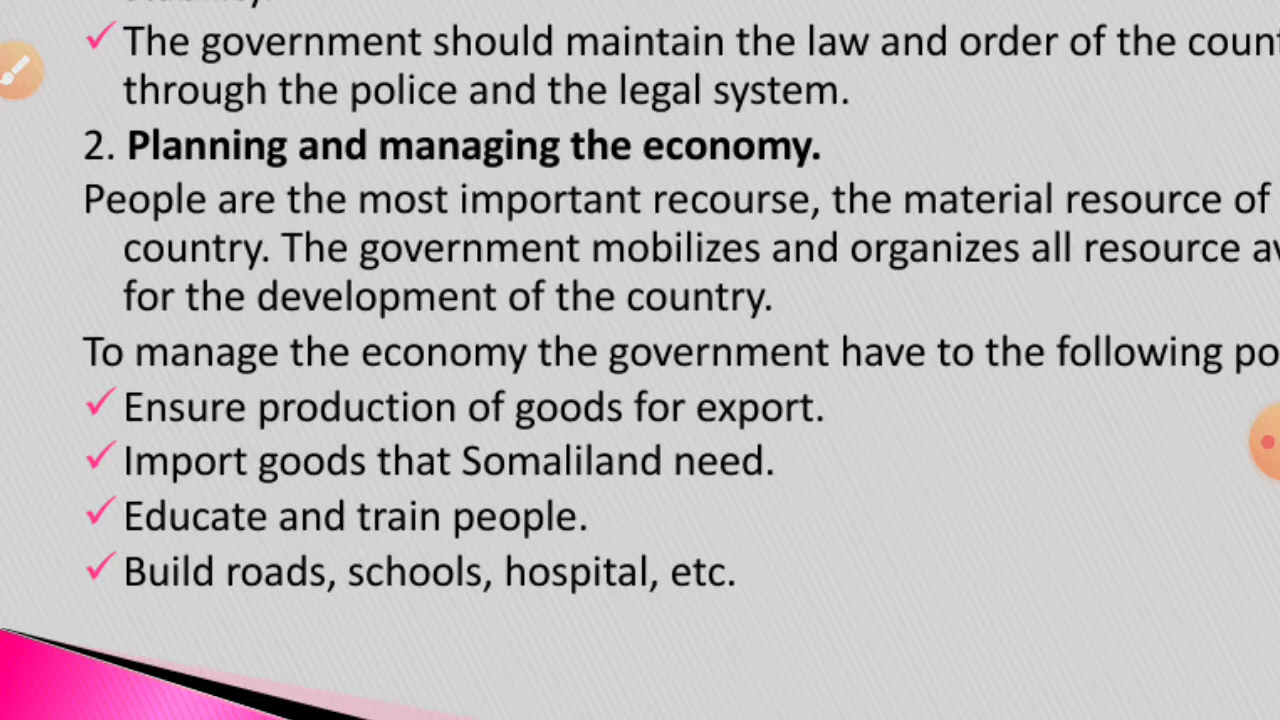 ✓ The government should maintain the law and order of the
through the police and the legal system.
2. Planning and managing the economy.
People are the most important recourse, the material resource of
country. The government mobilizes and organizes all resource
for the development of the country.
To manage the economy the government have to the following
✓ Ensure production of goods for export.
✓ Import goods that Somaliland need.
✓ Educate and train people.
✓ Build roads, schools, hospital, etc.